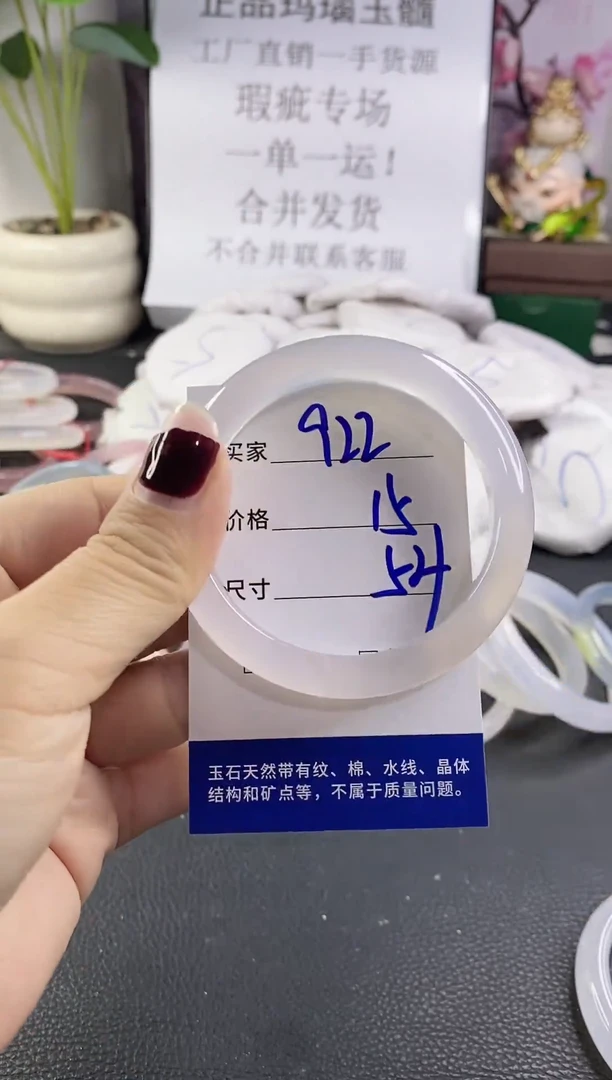 正品玛瑙玉髓
工厂直销一手货源
瑕疵专场
一单一运！
合并发货
不合并联系客服
买家 922
价格 15
尺寸 54
玉石天然带有纹、棉、水线、晶体
结构和矿点等，不属于质量问题。